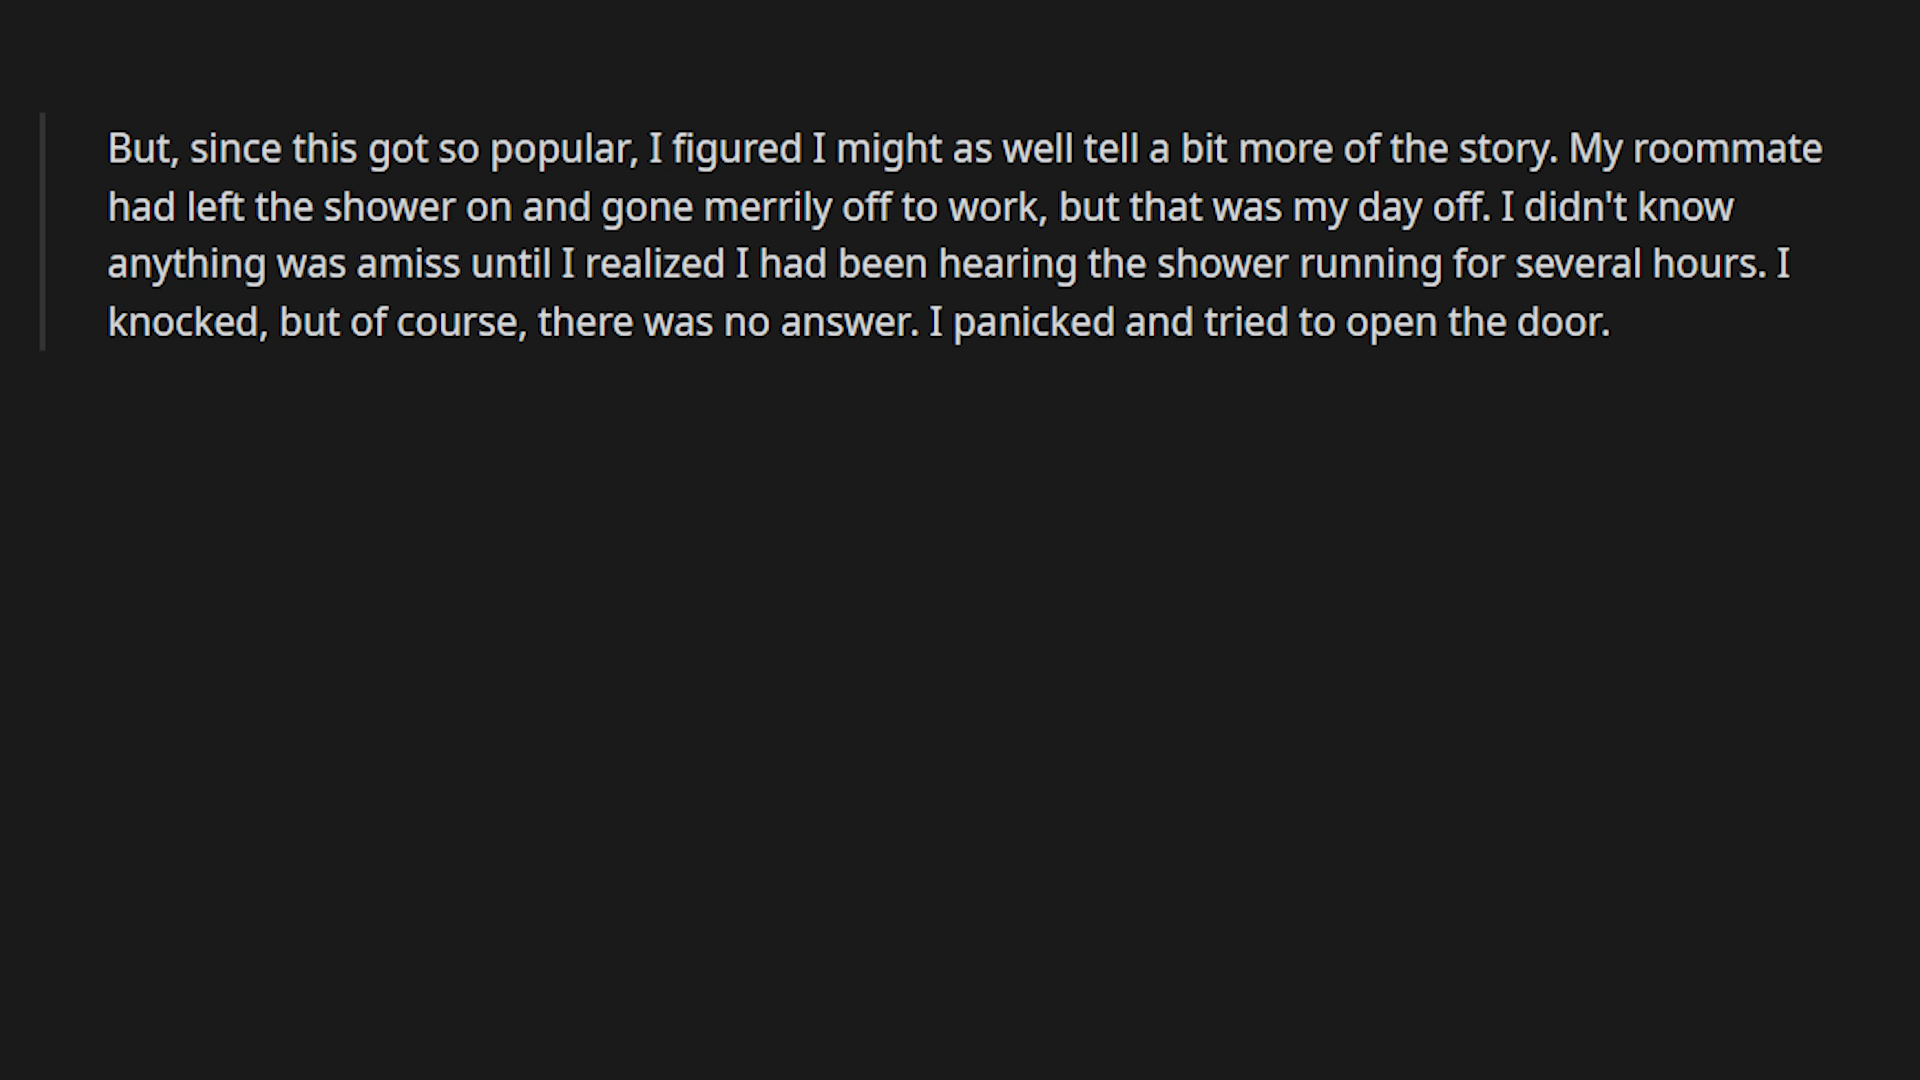 But, since this got so popular, I figured I might as well tell a bit more of the story. My roommate
had left the shower on and gone merrily off to work, but that was my day off. I didn't know
anything was amiss until I realized I had been hearing the shower running for several hours. I
knocked, but of course, there was no answer. I panicked and tried to open the door.